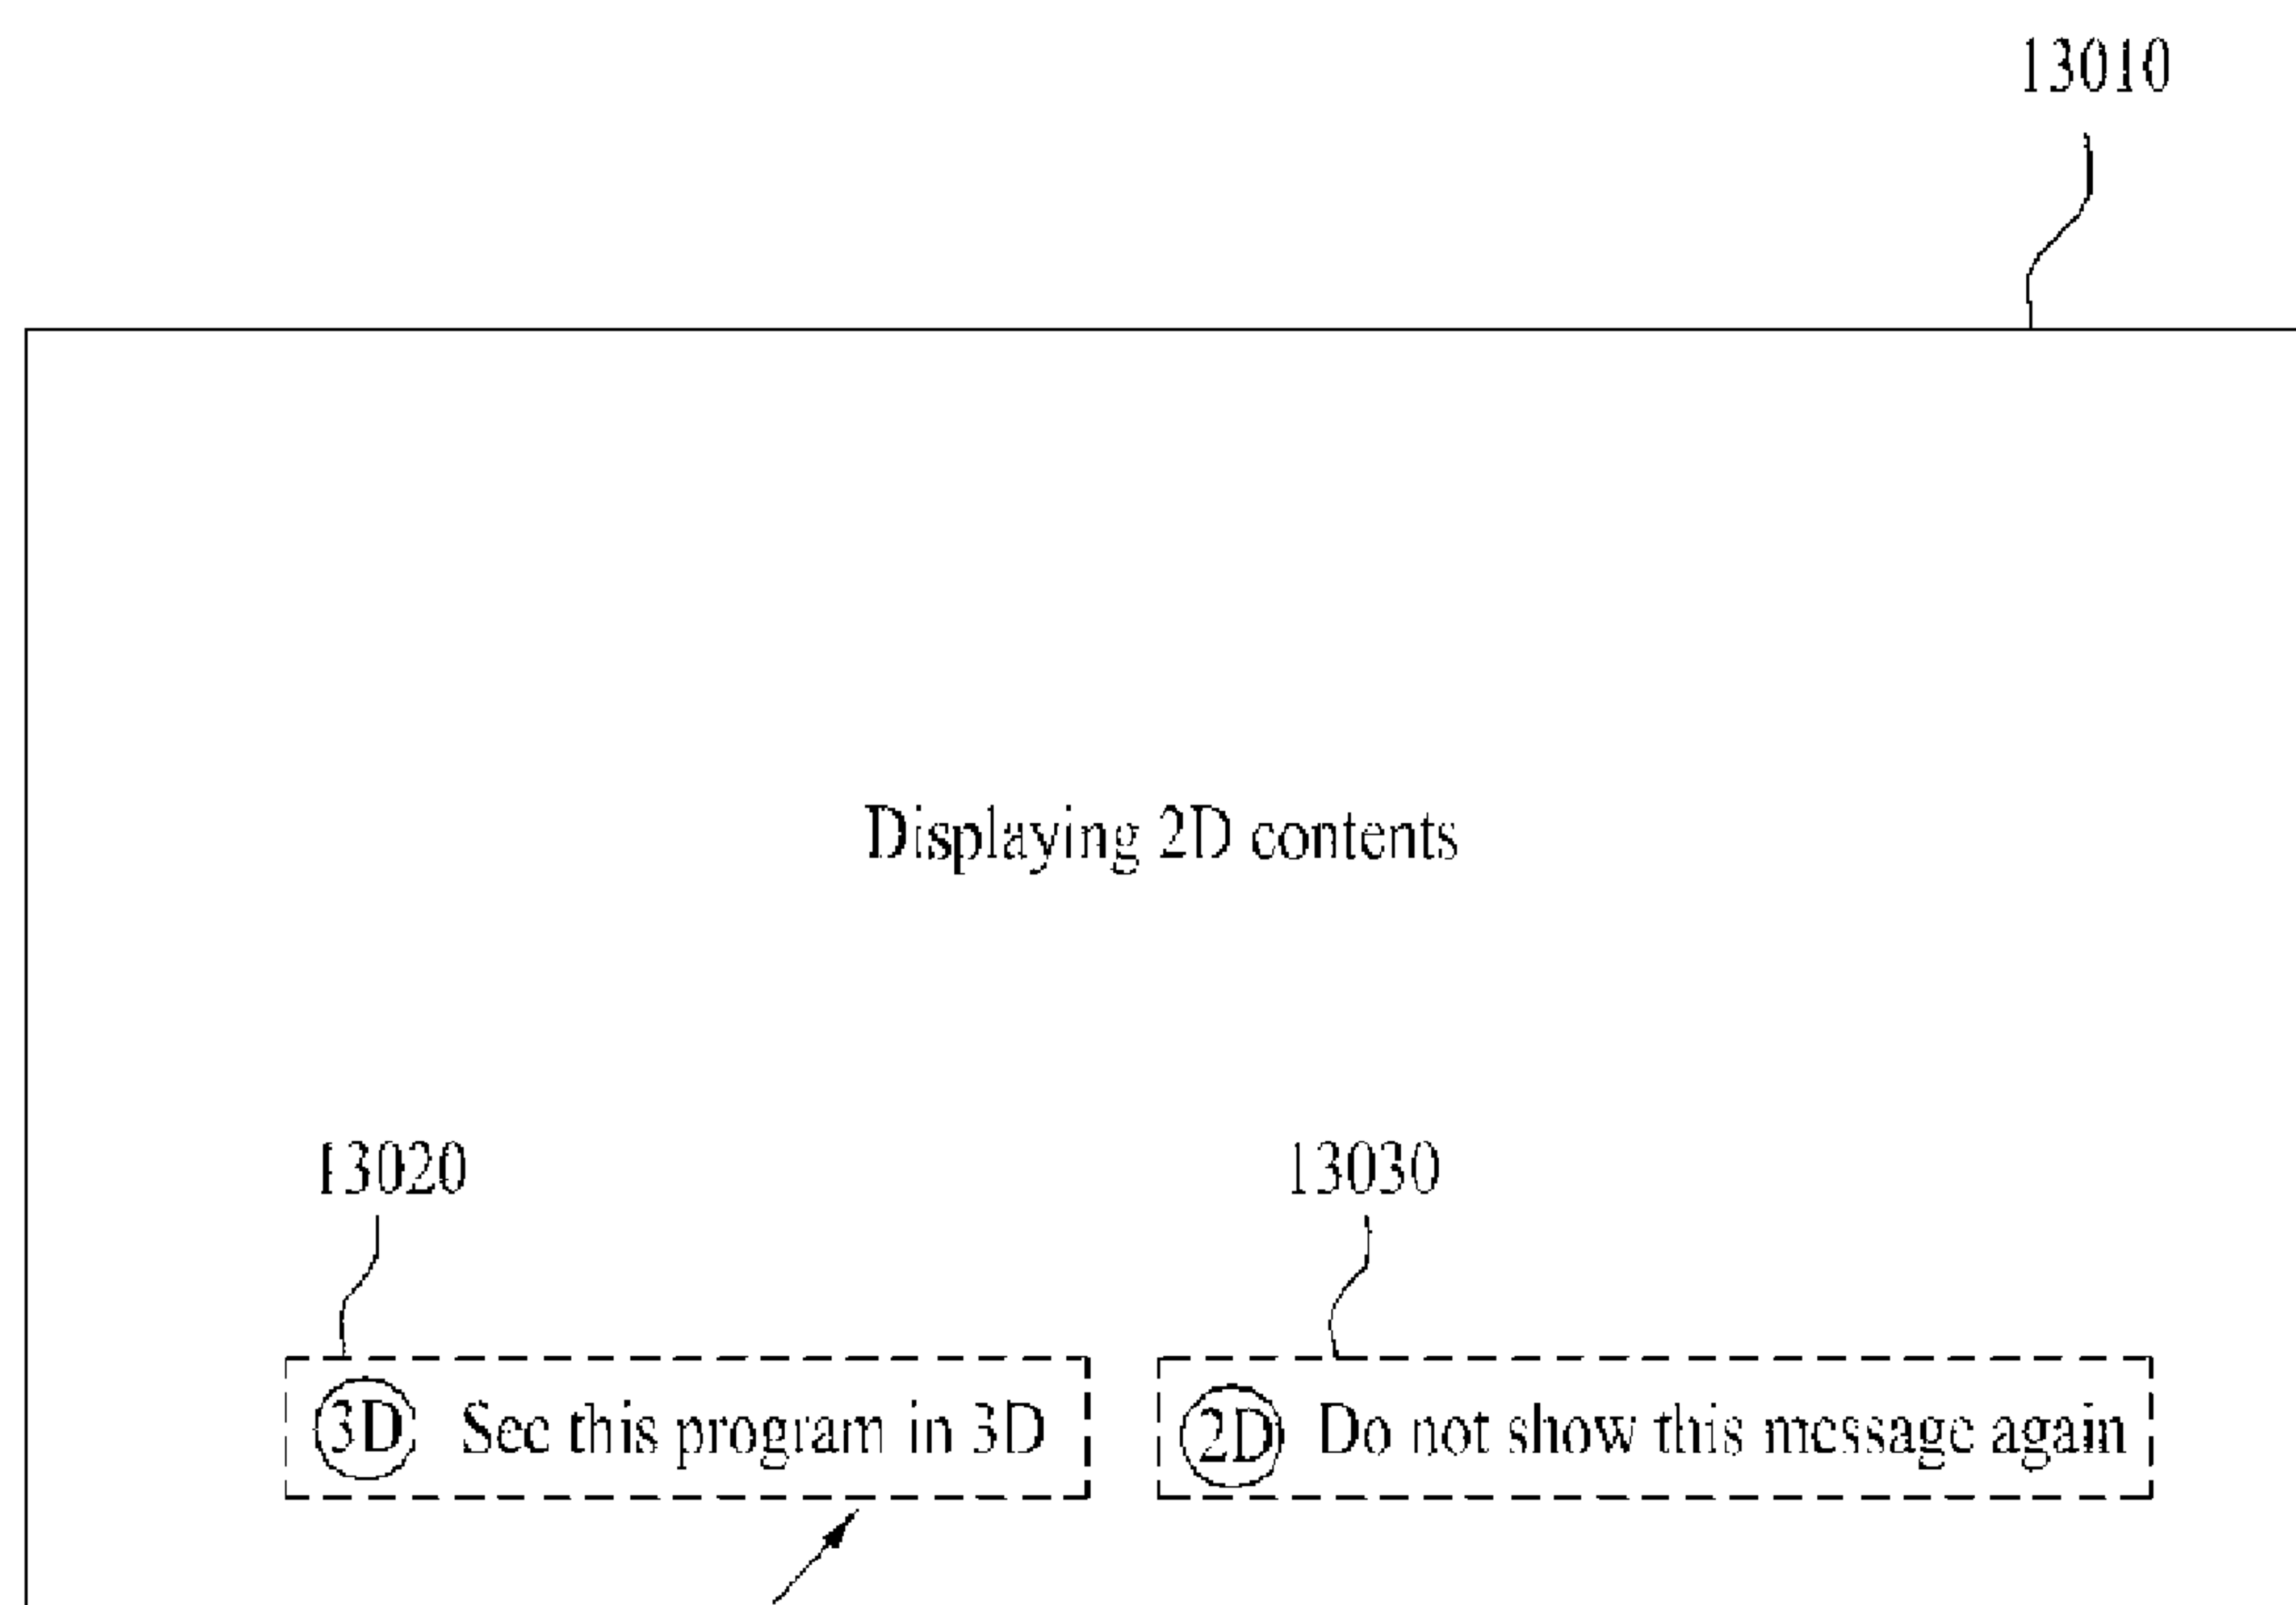 13010
Displaying 2D contents
13020 13030
3D See this program in 3D 2D Do not show this message again